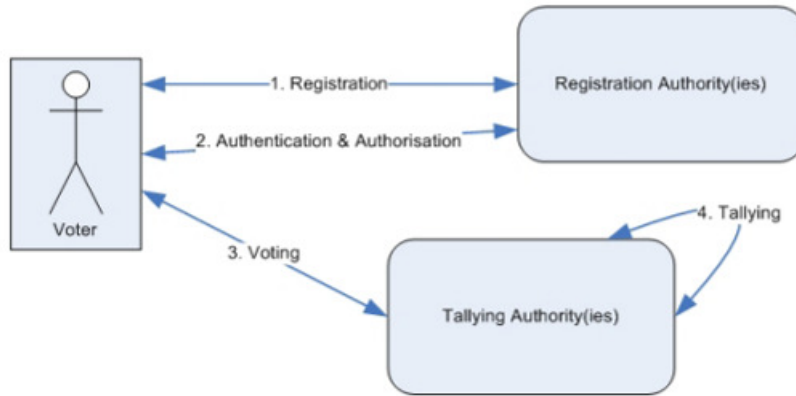 1. Registration
Registration Authority(ies)
2. Authentication & Authorisation
Voter
3. Voting
4. Tallying
Tallying Authority(ies)